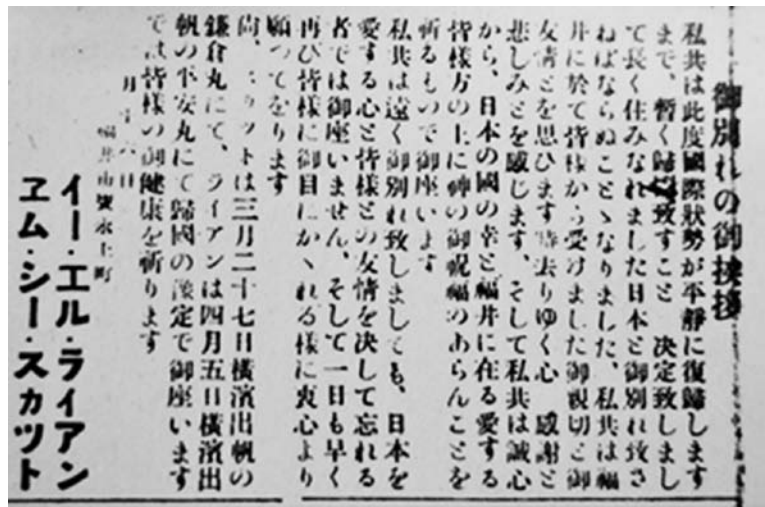 御別れの御挨拶
私共は此度國際狀勢が平靜に復歸します
まで、暫く歸國致すこと 決定致しまし
て長く住みなれました日本と御別れ致さ
ねばならぬことゝなりました、私共は福
井に於て皆樣から受けました御親切と御
友情とを思ひます時去りゆく心 感謝と
悲しみとを感じます、そして私共は誠心
から、日本の國の幸と福井に在る愛する
皆樣方の上に神の御祝福のあらんことを
祈るもので御座います
私共は遠く御別れ致しましても、日本を
愛する心と皆樣との友情を決して忘れる
者では御座いません、そして一日も早く
再び皆樣に御目にかゝれる樣に衷心より
願つてをります
尙、スカットは三月二十七日橫濱出帆の
鎌倉丸にて、ライアンは四月五日橫濱出
帆の平安丸にて歸國の豫定で御座います
では皆樣の御健康を祈ります
月 六日
福井市寶永上町
イー・エル・ライアン
エム・シー・スカツト